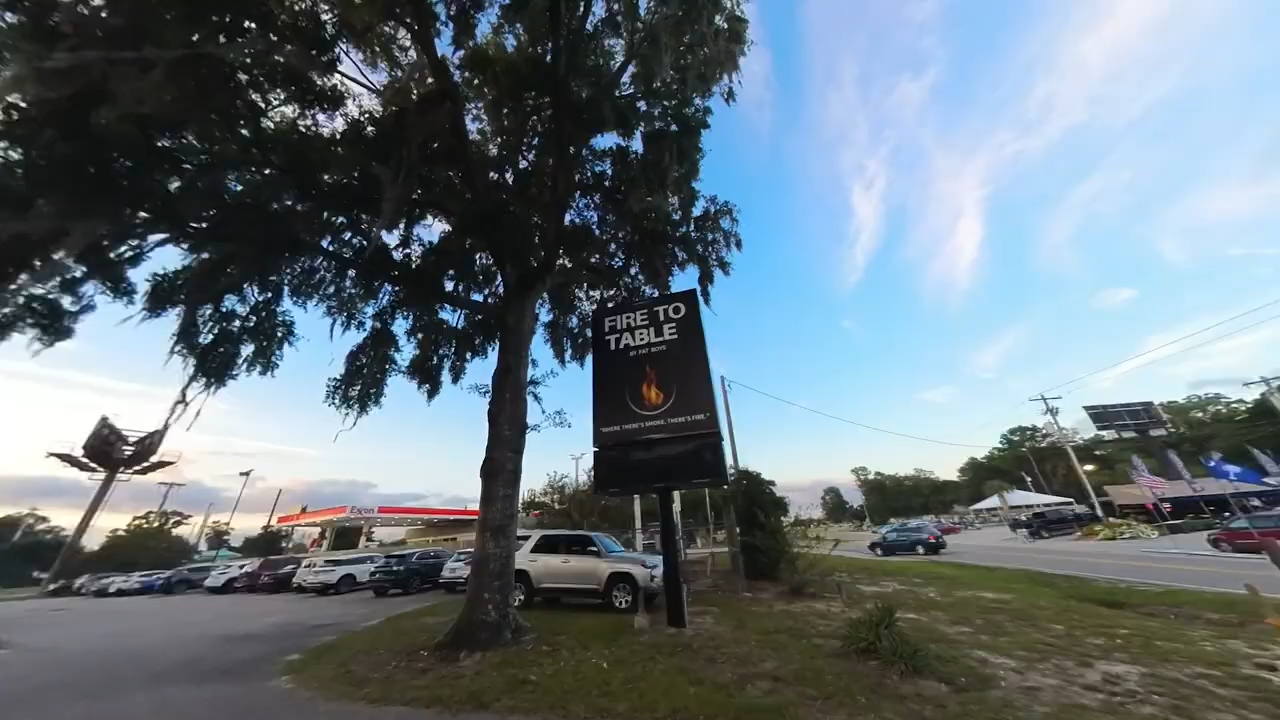 FIRE TO
TABLE
BY FAT BOYS
"WHERE THERE'S SMOKE, THERE'S FIRE."
Exxon